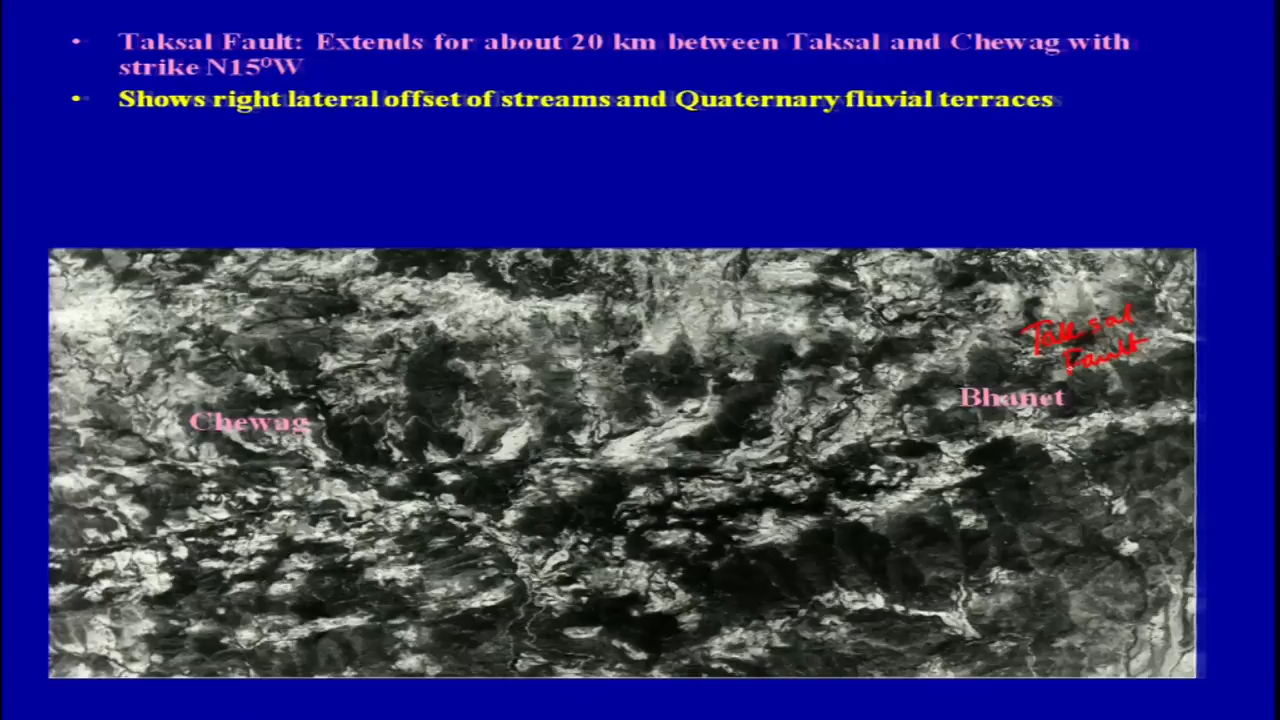 • Taksal Fault: Extends for about 20 km between Taksal and Chewag with
strike N15⁰W
• Shows right lateral offset of streams and Quaternary fluvial terraces
Taksal
Fault
Bhanet
Chewag